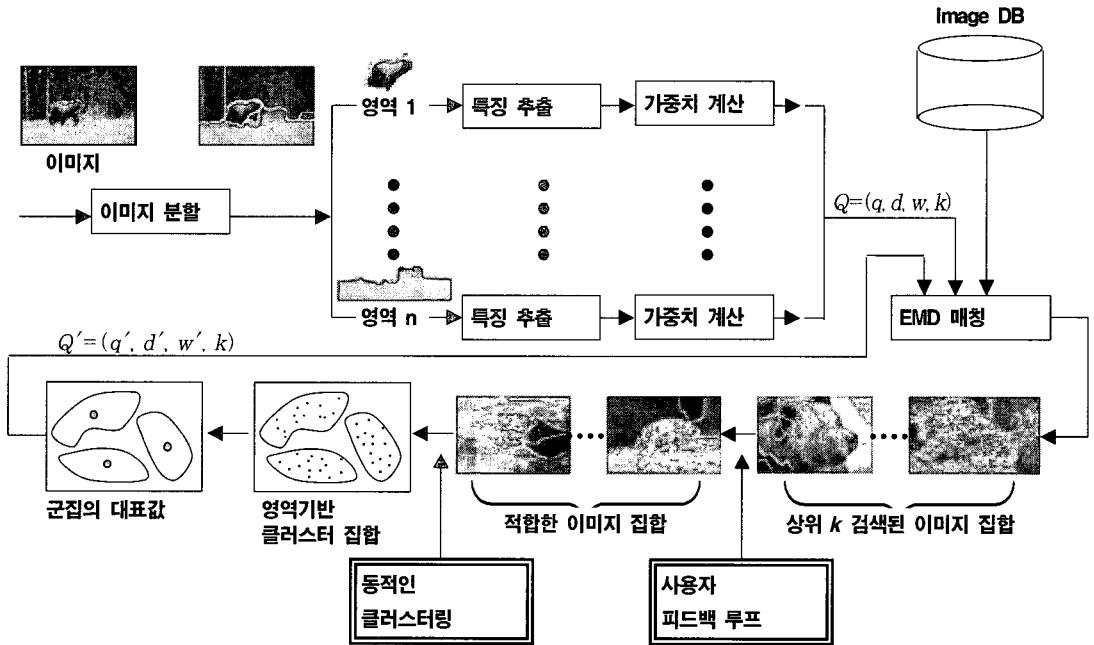 Image DB
영역 1
특징 추출
가중치 계산
이미지
이미지 분할
Q=(q, d, w, k)
영역 n
특징 추출
가중치 계산
EMD 매칭
Q′=(q′, d′, w′, k)
군집의 대표값
영역기반
클러스터 집합
적합한 이미지 집합
상위 k 검색된 이미지 집합
동적인
클러스터링
사용자
피드백 루프